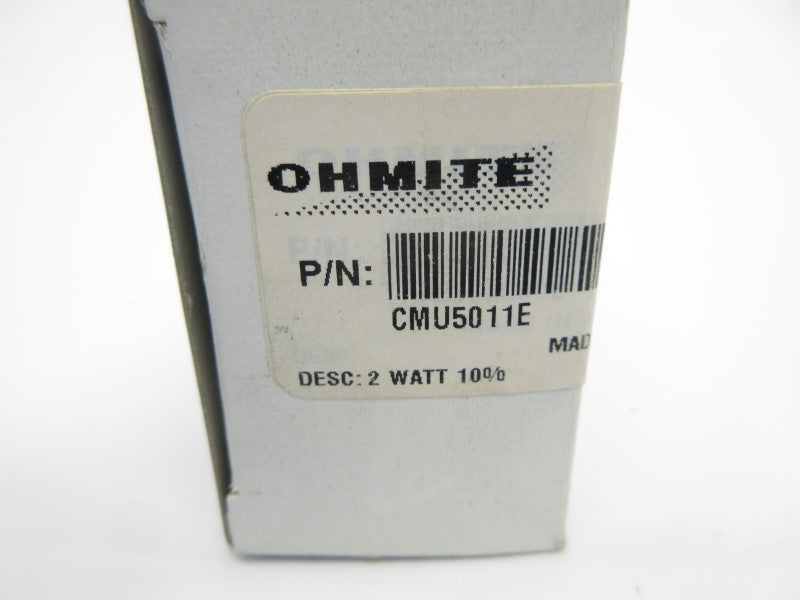 OHMITE
P/N:
CMU5011E
MAD
DESC: 2 WATT 10%